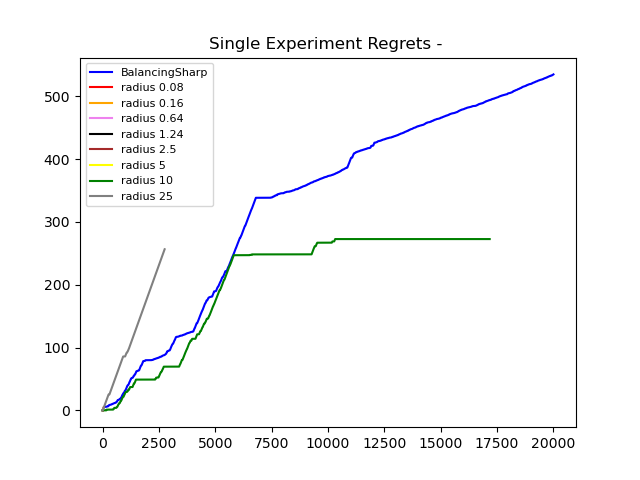 Single Experiment Regrets -
BalancingSharp
radius 0.08
radius 0.16
radius 0.64
radius 1.24
radius 2.5
radius 5
radius 10
radius 25
500
400
300
200
100
0
0 2500 5000 7500 10000 12500 15000 17500 20000